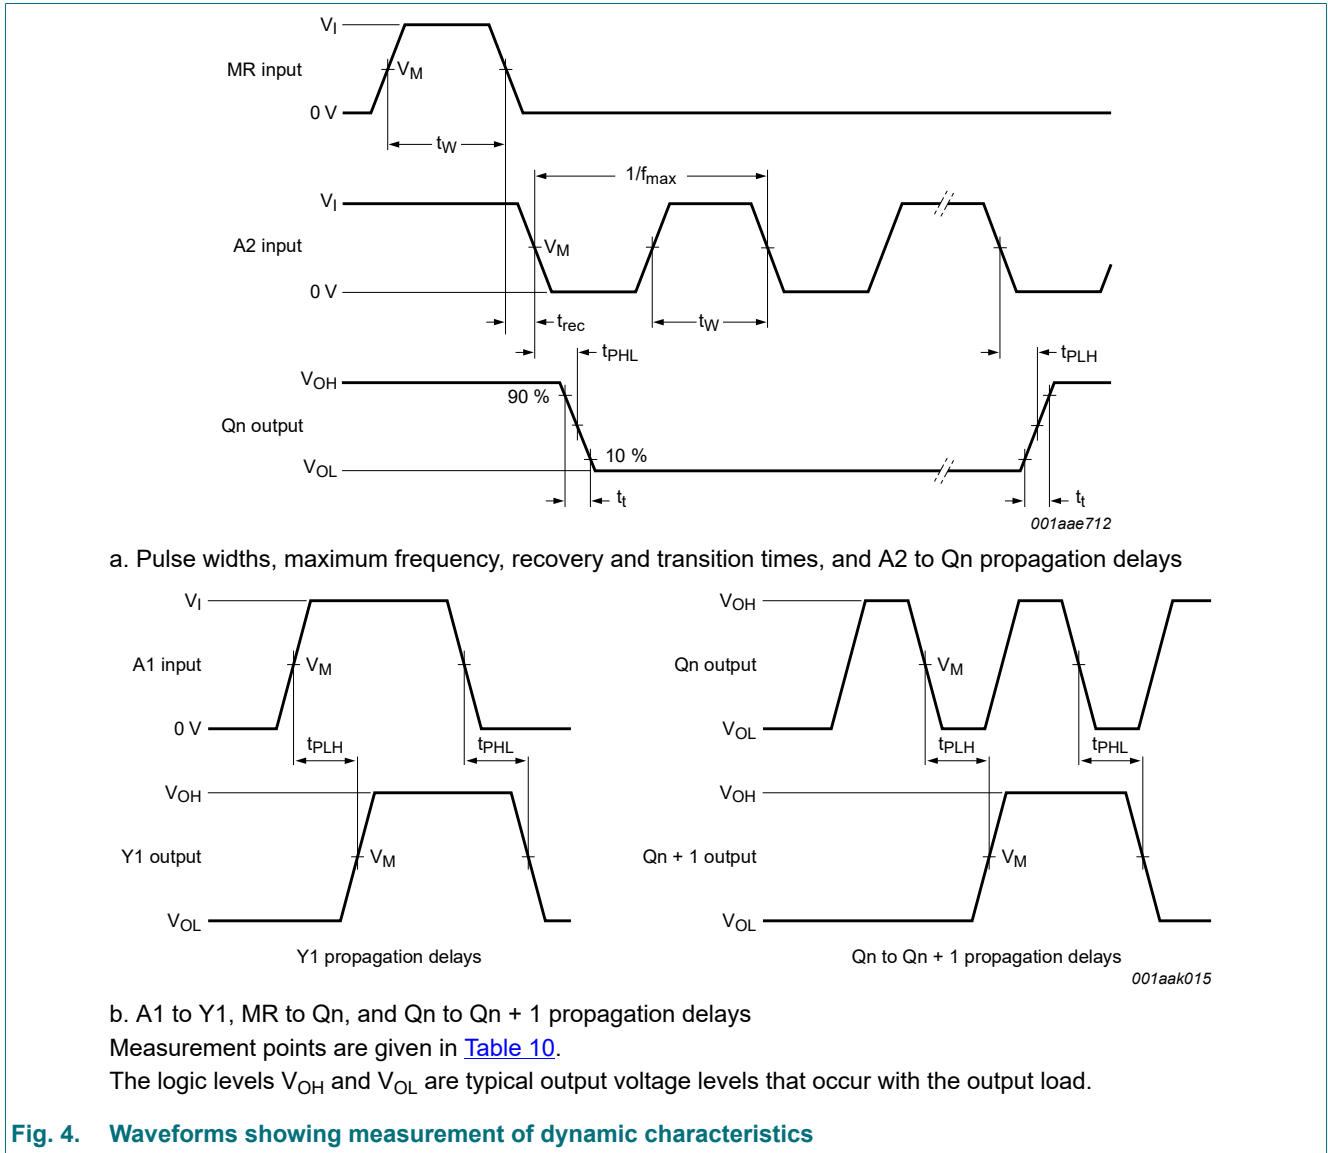 VI
MR input
VM
0 V
tW
1/fmax
VI
A2 input
VM
0 V
trec
tW
tPHL
tPLH
VOH
90 %
Qn output
10 %
VOL
tt
tt
001aae712
a. Pulse widths, maximum frequency, recovery and transition times, and A2 to Qn propagation delays
VI
A1 input
VM
0 V
tPLH
tPHL
VOH
Y1 output
VM
VOL
Y1 propagation delays
VOH
Qn output
VM
VOL
tPLH
tPHL
VOH
Qn + 1 output
VM
VOL
Qn to Qn + 1 propagation delays
001aak015
b. A1 to Y1, MR to Qn, and Qn to Qn + 1 propagation delays
Measurement points are given in Table 10.
The logic levels VOH and VOL are typical output voltage levels that occur with the output load.
Fig. 4. Waveforms showing measurement of dynamic characteristics